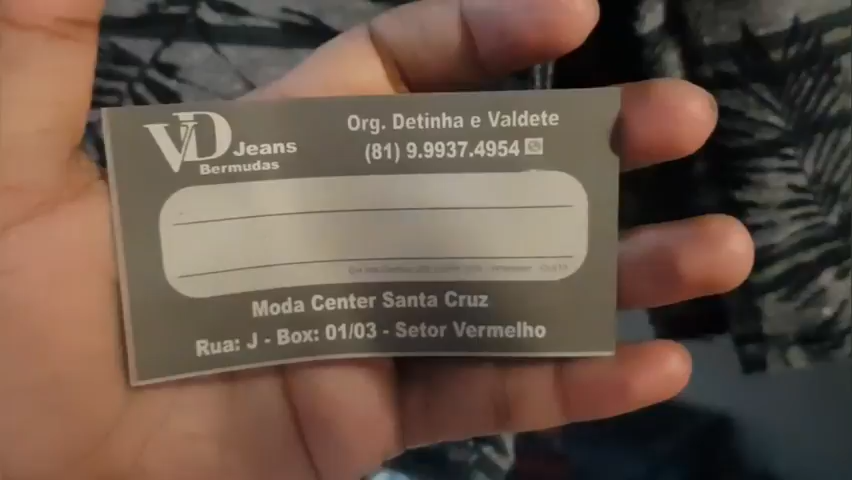 VD Jeans
Bermudas
Org. Detinha e Valdete
(81) 9.9937.4954
Moda Center Santa Cruz
Rua: J - Box: 01/03 - Setor Vermelho